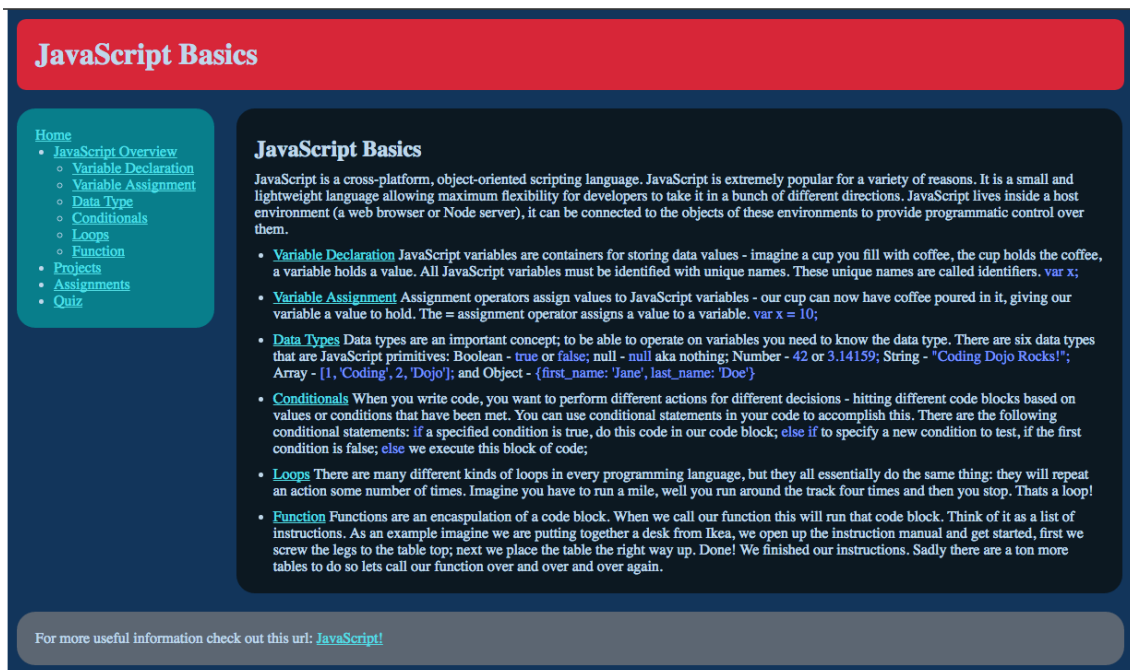 JavaScript Basics
Home
JavaScript Overview
Variable Declaration
Variable Assignment
Data Type
Conditionals
Loops
Function
Projects
Assignments
Quiz
JavaScript Basics
JavaScript is a cross-platform, object-oriented scripting language. JavaScript is extremely popular for a variety of reasons. It is a small and
lightweight language allowing maximum flexibility for developers to take it in a bunch of different directions. JavaScript lives inside a host
environment (a web browser or Node server), it can be connected to the objects of these environments to provide programmatic control over
them.
Variable Declaration JavaScript variables are containers for storing data values - imagine a cup you fill with coffee, the cup holds the coffee,
a variable holds a value. All JavaScript variables must be identified with unique names. These unique names are called identifiers. var x;
Variable Assignment Assignment operators assign values to JavaScript variables - our cup can now have coffee poured in it, giving our
variable a value to hold. The = assignment operator assigns a value to a variable. var x = 10;
Data Types Data types are an important concept; to be able to operate on variables you need to know the data type. There are six data types
that are JavaScript primitives: Boolean - true or false; null - null aka nothing; Number - 42 or 3.14159; String - "Coding Dojo Rocks!";
Array - [1, 'Coding', 2, 'Dojo']; and Object - {first_name: 'Jane', last_name: 'Doe'}
Conditionals When you write code, you want to perform different actions for different decisions - hitting different code blocks based on
values or conditions that have been met. You can use conditional statements in your code to accomplish this. There are the following
conditional statements: if a specified condition is true, do this code in our code block; else if to specify a new condition to test, if the first
condition is false; else we execute this block of code;
Loops There are many different kinds of loops in every programming language, but they all essentially do the same thing: they will repeat
an action some number of times. Imagine you have to run a mile, well you run around the track four times and then you stop. Thats a loop!
Function Functions are an encaspulation of a code block. When we call our function this will run that code block. Think of it as a list of
instructions. As an example imagine we are putting together a desk from Ikea, we open up the instruction manual and get started, first we
screw the legs to the table top; next we place the table the right way up. Done! We finished our instructions. Sadly there are a ton more
tables to do so lets call our function over and over and over again.
For more useful information check out this url: JavaScript!